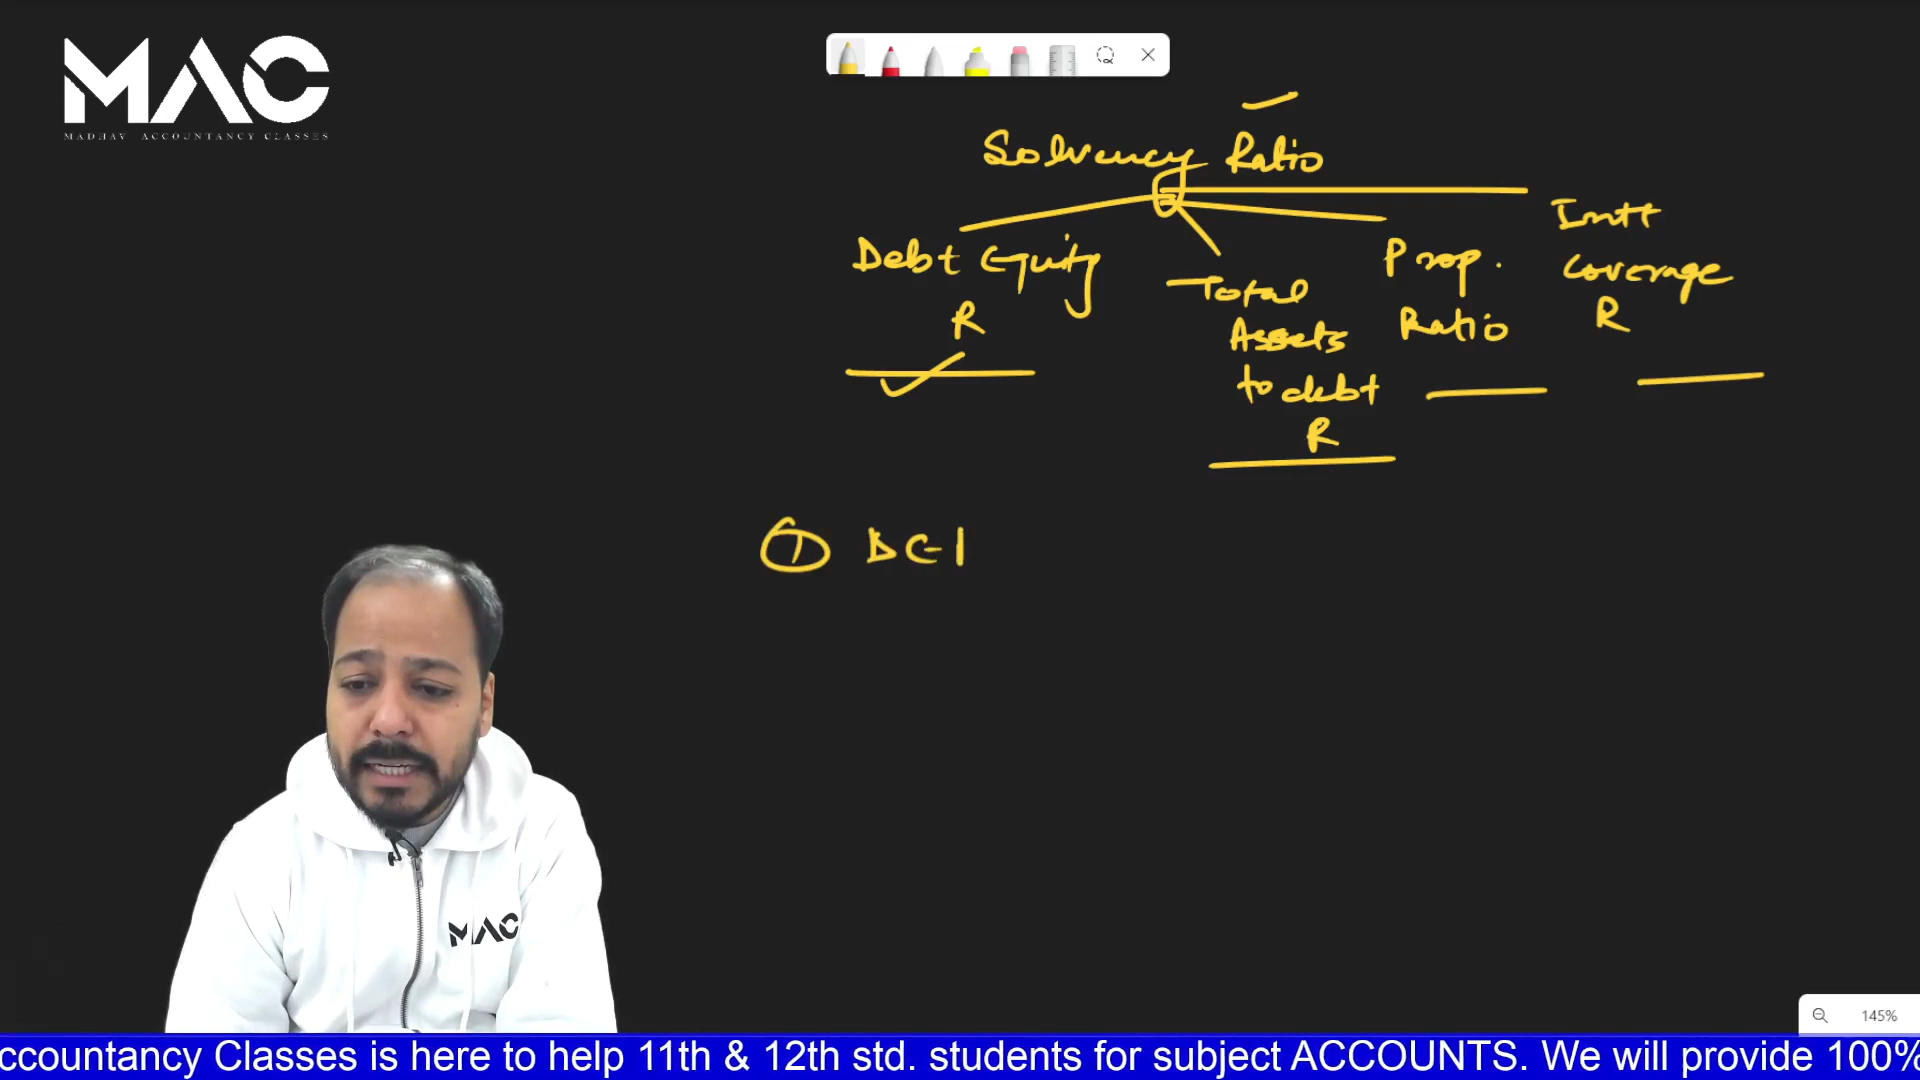 MAC
MADHAV ACCOUNTANCY CLASSES
Solvency Ratio
Debt Equity
R
Total
Assets
to debt
R
Prop.
Ratio
Intt
coverage
R
1 DE
MAC
ccountancy Classes is here to help 11th & 12th std. students for subject ACCOUNTS. We will provide 100%
145%